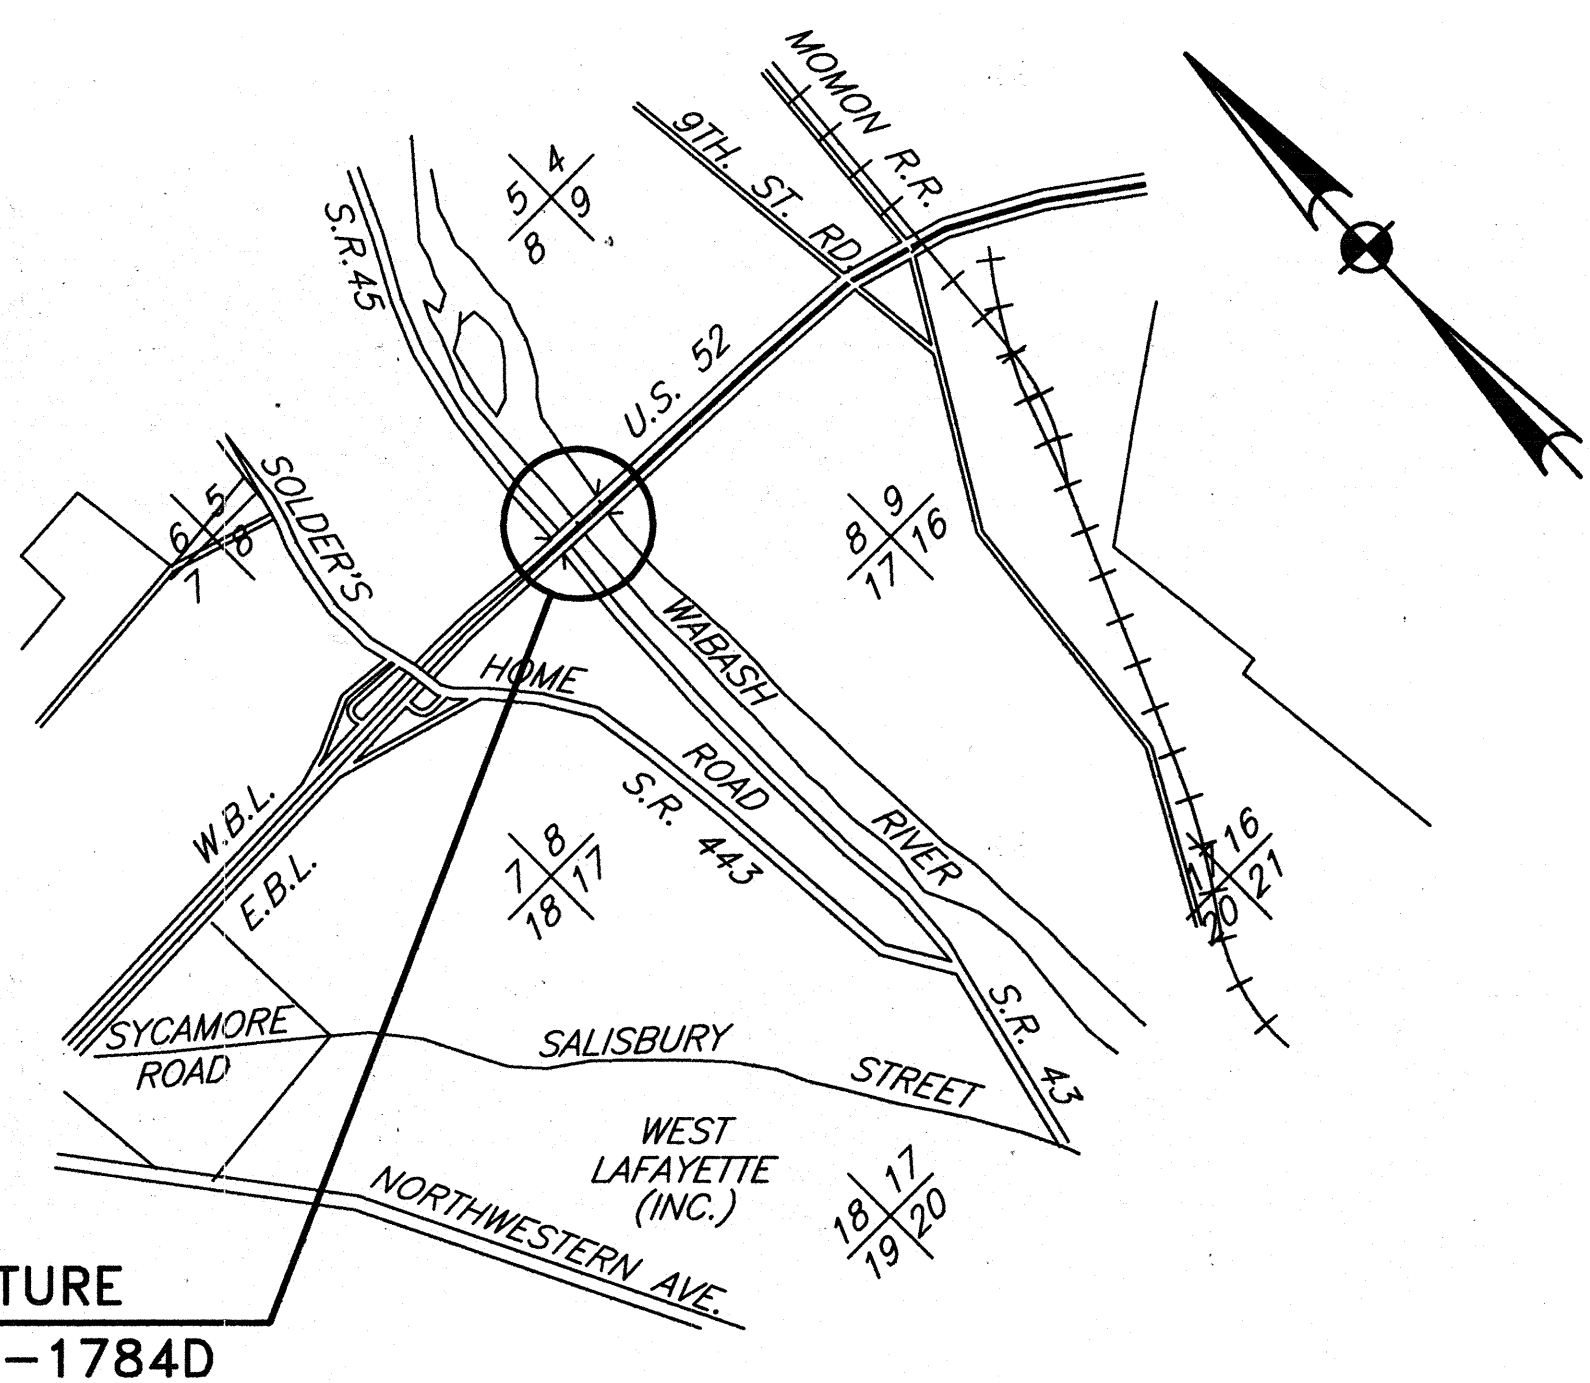 MOMON R.R.
9TH. ST. RD.
4
5 9
8
S.R. 45
U.S. 52
SOLDER'S
HOME
ROAD
5
6 8
7
9
8 16
17
WABASH
RIVER
S.R. 443
W.B.L.
E.B.L.
8
7 17
18
16
17 21
20
SYCAMORE
ROAD
SALISBURY
STREET
S.R. 43
WEST
LAFAYETTE
(INC.)
17
18 20
19
NORTHWESTERN AVE.
TURE
-1784D